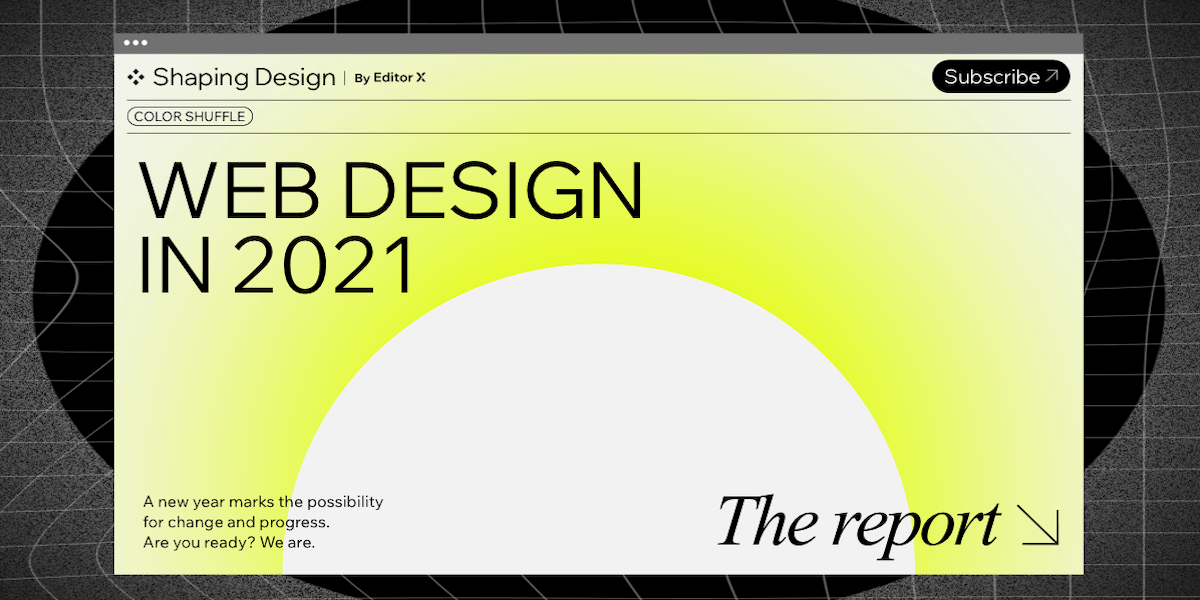 Shaping Design | By Editor X
Subscribe
COLOR SHUFFLE
WEB DESIGN
IN 2021
A new year marks the possibility
for change and progress.
Are you ready? We are.
The report